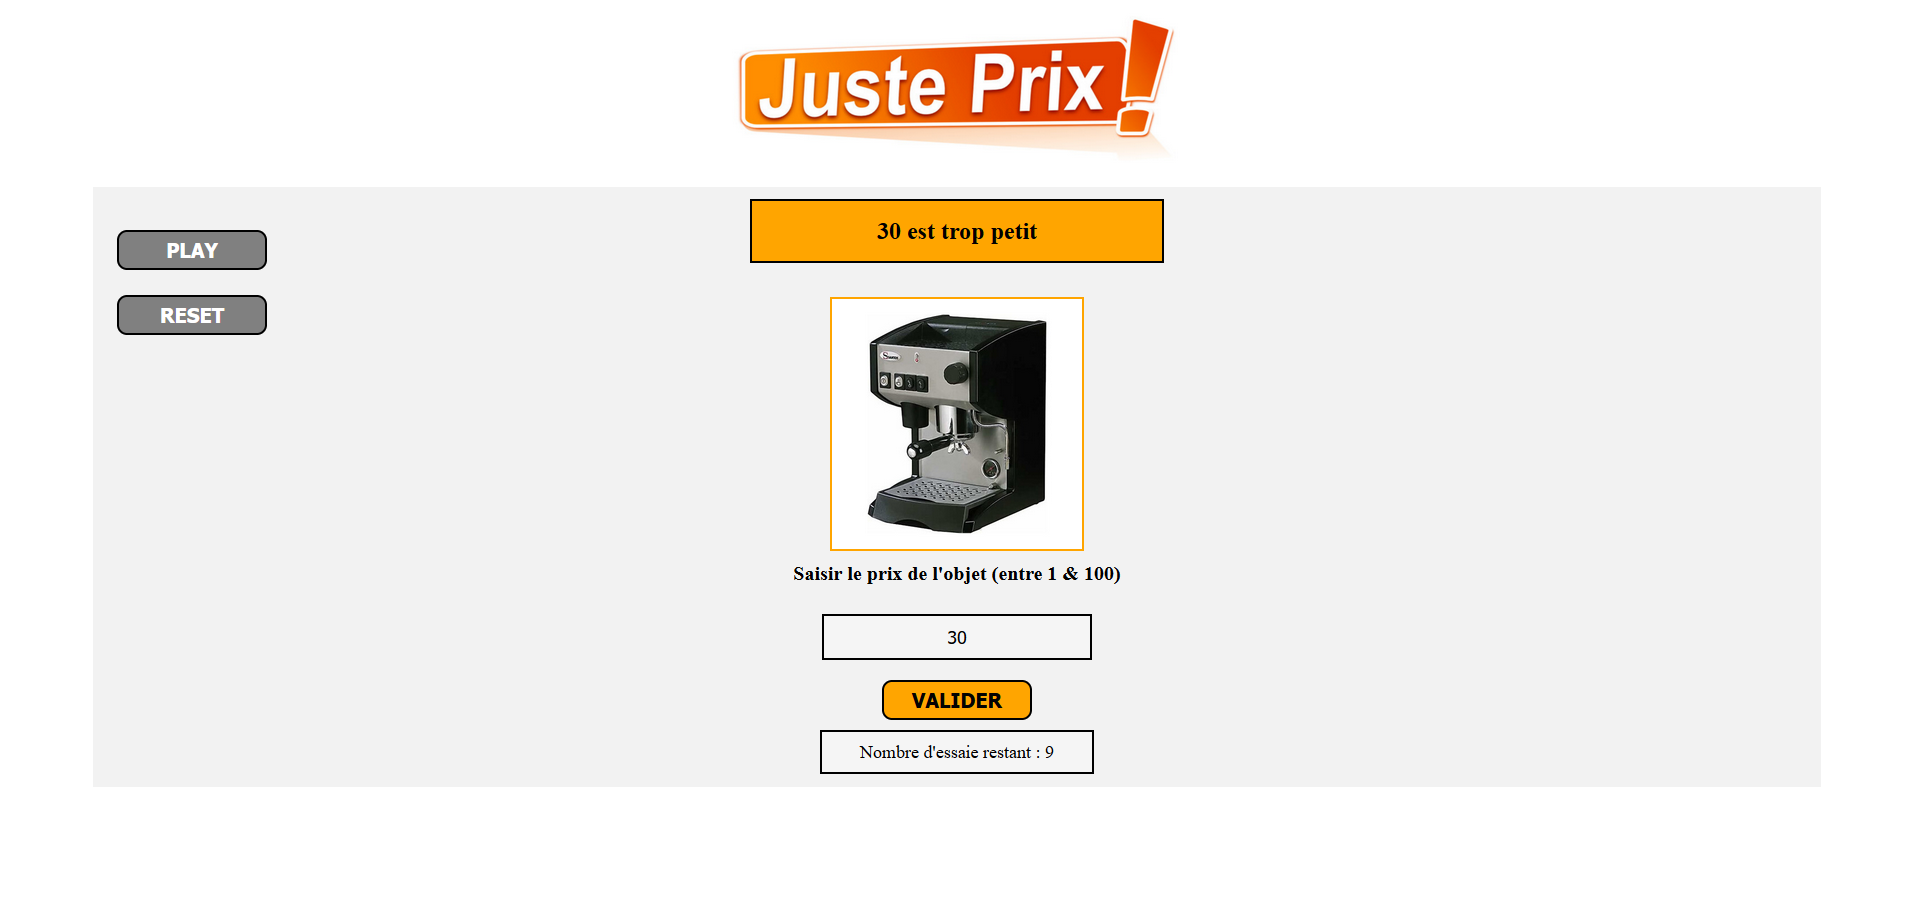 Juste Prix !
30 est trop petit
PLAY
RESET
Saisir le prix de l'objet (entre 1 & 100)
30
VALIDER
Nombre d'essaie restant : 9